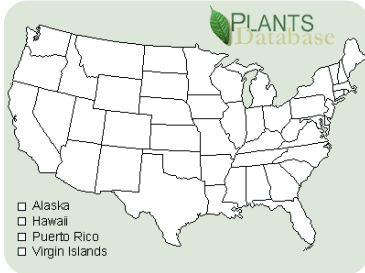 PLANTS
Database
Alaska
Hawaii
Puerto Rico
Virgin Islands